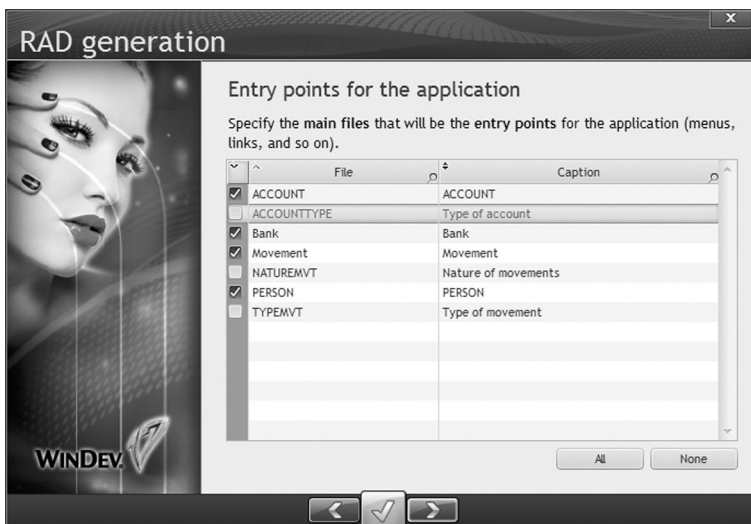 RAD generation
X
Entry points for the application
Specify the main files that will be the entry points for the application (menus,
links, and so on).
File Caption
ACCOUNT ACCOUNT
ACCOUNTTYPE Type of account
Bank Bank
Movement Movement
NATUREMVT Nature of movements
PERSON PERSON
TYPEMVT Type of movement
All None
WINDEV.